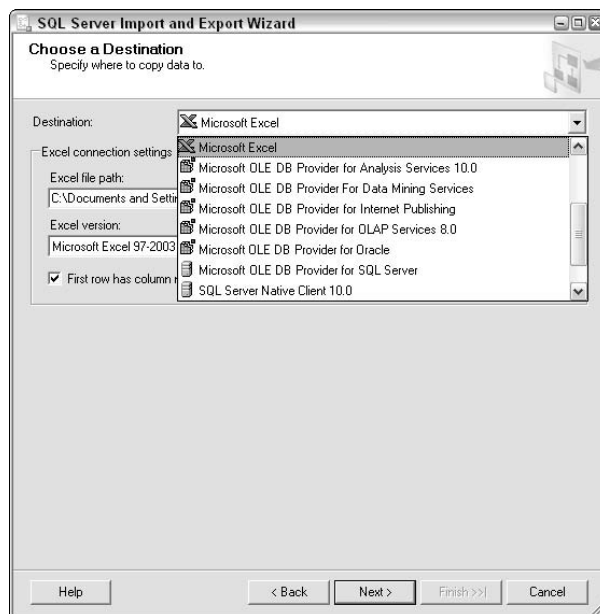 SQL Server Import and Export Wizard
Choose a Destination
Specify where to copy data to.
Destination:
Microsoft Excel
Microsoft Excel
Microsoft OLE DB Provider for Analysis Services 10.0
Microsoft OLE DB Provider For Data Mining Services
Microsoft OLE DB Provider for Internet Publishing
Microsoft OLE DB Provider for OLAP Services 8.0
Microsoft OLE DB Provider for Oracle
Microsoft OLE DB Provider for SQL Server
SQL Server Native Client 10.0
Excel connection settings
Excel file path:
C:\Documents and Settin
Excel version:
Microsoft Excel 97-2003
First row has column n
Help
< Back
Next >
Finish >>|
Cancel